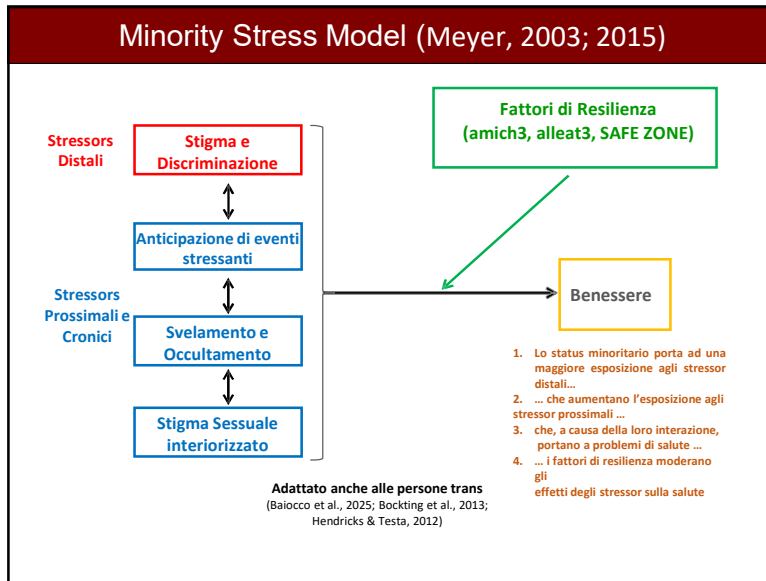 Minority Stress Model (Meyer, 2003; 2015)
Fattori di Resilienza
(amich3, alleat3, SAFE ZONE)
Stressors
Distali
Stigma e
Discriminazione
Anticipazione di eventi
stressanti
Stressors
Prossimali e
Cronici
Svelamento e
Occultamento
Stigma Sessuale
interiorizzato
Benessere
1. Lo status minoritario porta ad una
maggiore esposizione agli stressor
distali…
2. … che aumentano l’esposizione agli
stressor prossimali …
3. che, a causa della loro interazione,
portano a problemi di salute …
4. … i fattori di resilienza moderano
gli
effetti degli stressor sulla salute
Adattato anche alle persone trans
(Baiocco et al., 2025; Bockting et al., 2013;
Hendricks & Testa, 2012)